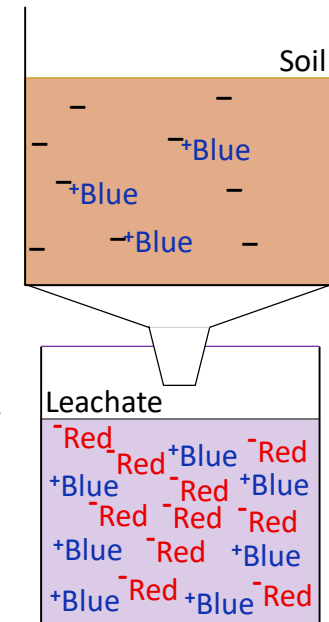 Soil
–
–
–
–⁺Blue
–⁺Blue
–
–⁺Blue
–
–
Leachate
⁻Red
⁻Red
⁺Blue
⁻Red
⁺Blue
⁻Red
⁺Blue
⁻Red
⁻Red
⁻Red
⁺Blue
⁻Red
⁺Blue
⁺Blue
⁻Red
⁺Blue
⁻Red